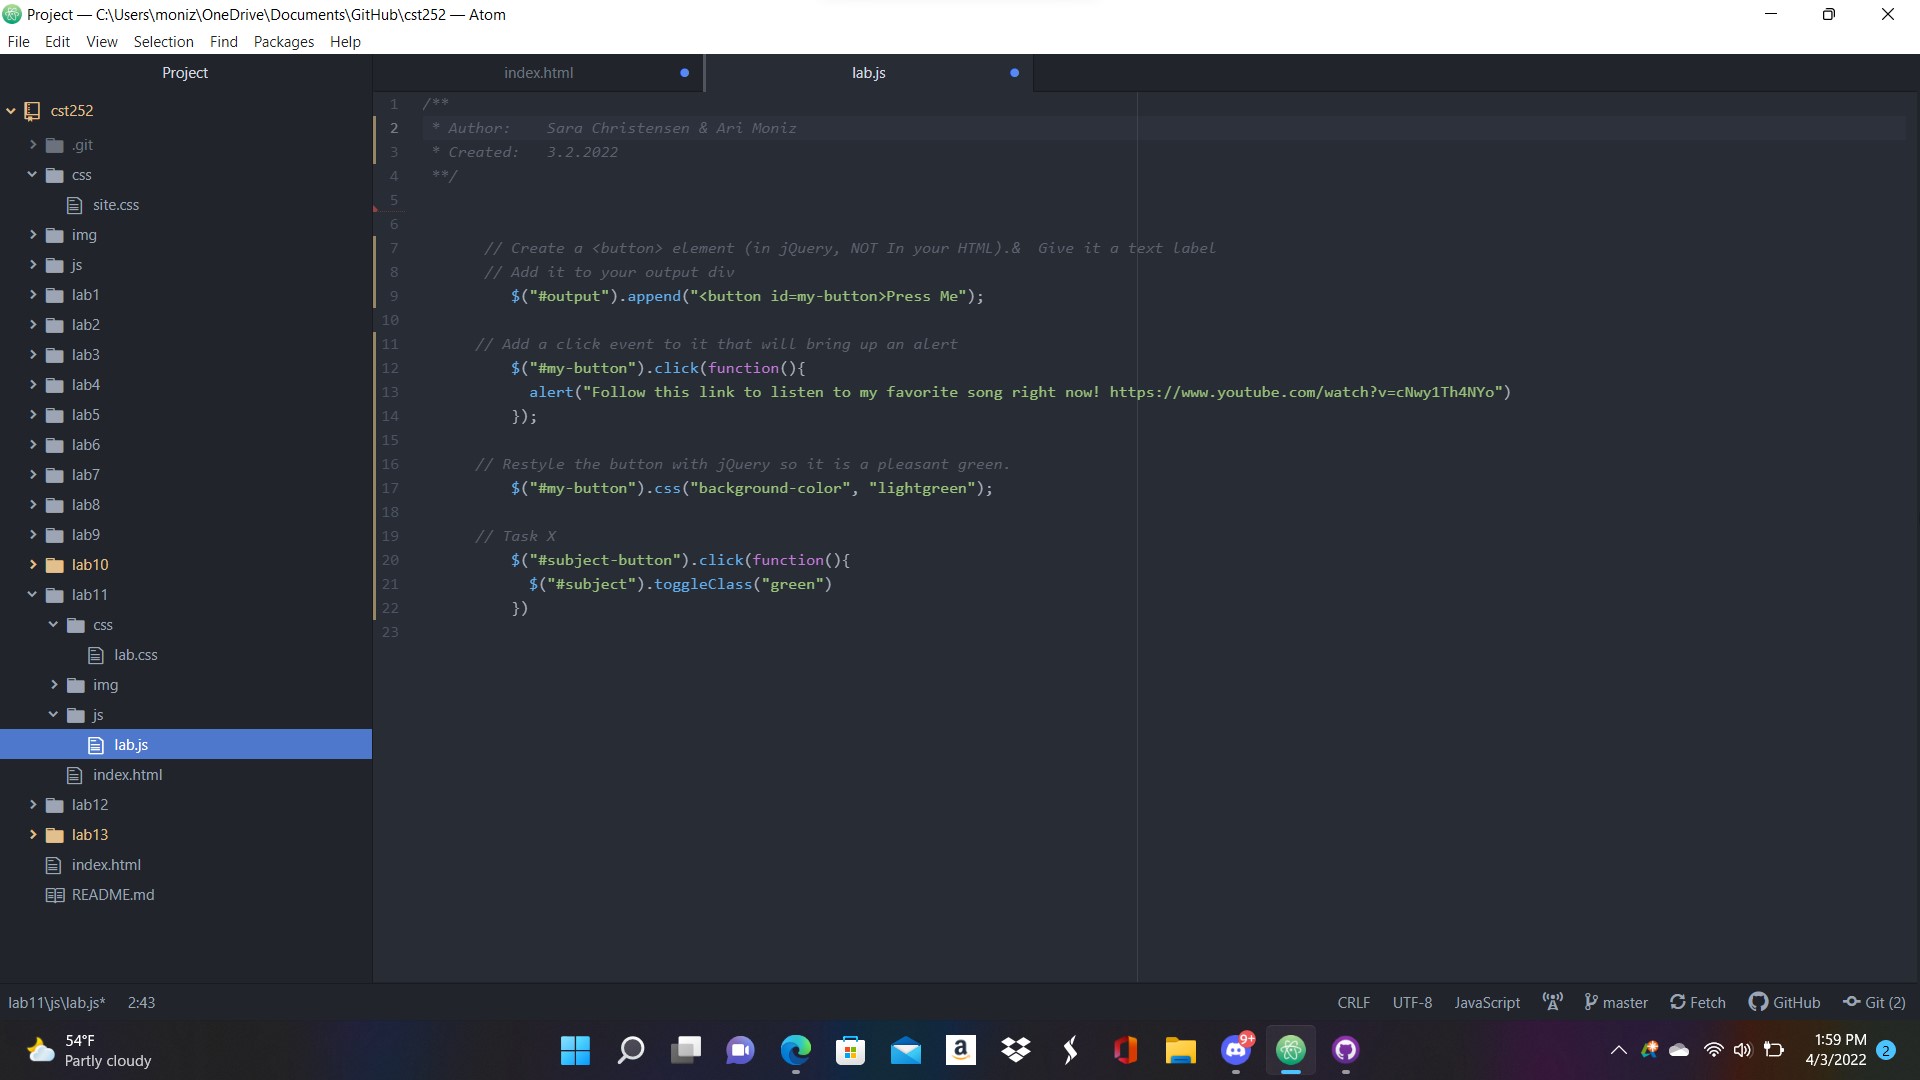 Project — C:\Users\moniz\OneDrive\Documents\GitHub\cst252 — Atom
File Edit View Selection Find Packages Help
Project
index.html
lab.js
cst252
.git
css
site.css
img
js
lab1
lab2
lab3
lab4
lab5
lab6
lab7
lab8
lab9
lab10
lab11
css
lab.css
img
js
lab.js
index.html
lab12
lab13
index.html
README.md
1 /**
2 * Author: Sara Christensen & Ari Moniz
3 * Created: 3.2.2022
4 **/
5
6
7 // Create a <button> element (in jQuery, NOT In your HTML).& Give it a text label
8 // Add it to your output div
9 $("#output").append("<button id=my-button>Press Me");
10
11 // Add a click event to it that will bring up an alert
12 $("#my-button").click(function(){
13 alert("Follow this link to listen to my favorite song right now! https://www.youtube.com/watch?v=cNwy1Th4NYo")
14 });
15
16 // Restyle the button with jQuery so it is a pleasant green.
17 $("#my-button").css("background-color", "lightgreen");
18
19 // Task X
20 $("#subject-button").click(function(){
21 $("#subject").toggleClass("green")
22 })
23
lab11\js\lab.js* 2:43
CRLF UTF-8 JavaScript master Fetch GitHub Git (2)
54°F
Partly cloudy
a
9+
1:59 PM
4/3/2022
2